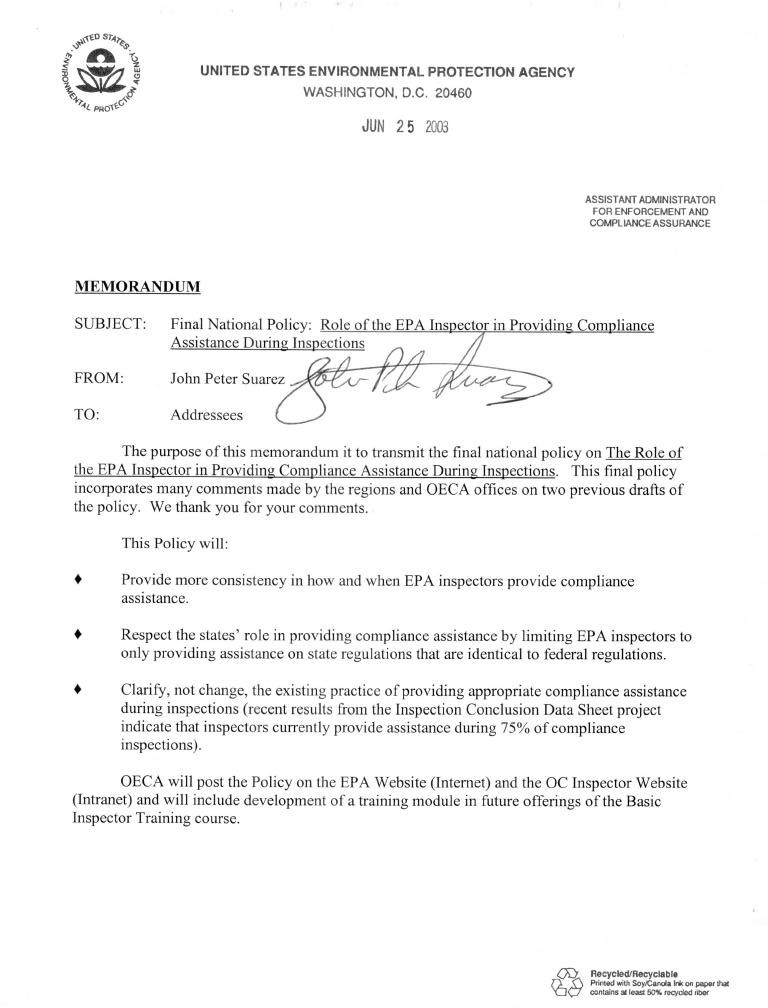 UNITED STATES
ENVIRONMENTAL PROTECTION AGENCY
UNITED STATES ENVIRONMENTAL PROTECTION AGENCY
WASHINGTON, D.C. 20460
JUN 25 2003
ASSISTANT ADMINISTRATOR
FOR ENFORCEMENT AND
COMPLIANCE ASSURANCE
MEMORANDUM
SUBJECT: Final National Policy: Role of the EPA Inspector in Providing Compliance
Assistance During Inspections
FROM: John Peter Suarez John Peter Suarez
TO: Addressees
The purpose of this memorandum it to transmit the final national policy on The Role of
the EPA Inspector in Providing Compliance Assistance During Inspections. This final policy
incorporates many comments made by the regions and OECA offices on two previous drafts of
the policy. We thank you for your comments.
This Policy will:
♦ Provide more consistency in how and when EPA inspectors provide compliance
assistance.
♦ Respect the states' role in providing compliance assistance by limiting EPA inspectors to
only providing assistance on state regulations that are identical to federal regulations.
♦ Clarify, not change, the existing practice of providing appropriate compliance assistance
during inspections (recent results from the Inspection Conclusion Data Sheet project
indicate that inspectors currently provide assistance during 75% of compliance
inspections).
OECA will post the Policy on the EPA Website (Internet) and the OC Inspector Website
(Intranet) and will include development of a training module in future offerings of the Basic
Inspector Training course.
Recycled/Recyclable
Printed with Soy/Canola Ink on paper that
contains at least 50% recycled fiber